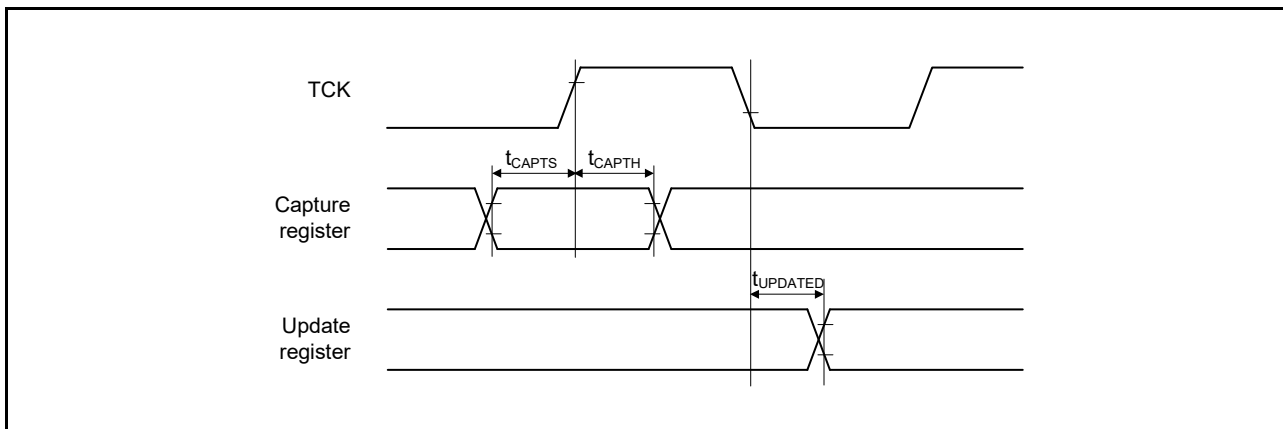 TCK
tCAPTS
tCAPTH
Capture
register
tUPDATED
Update
register